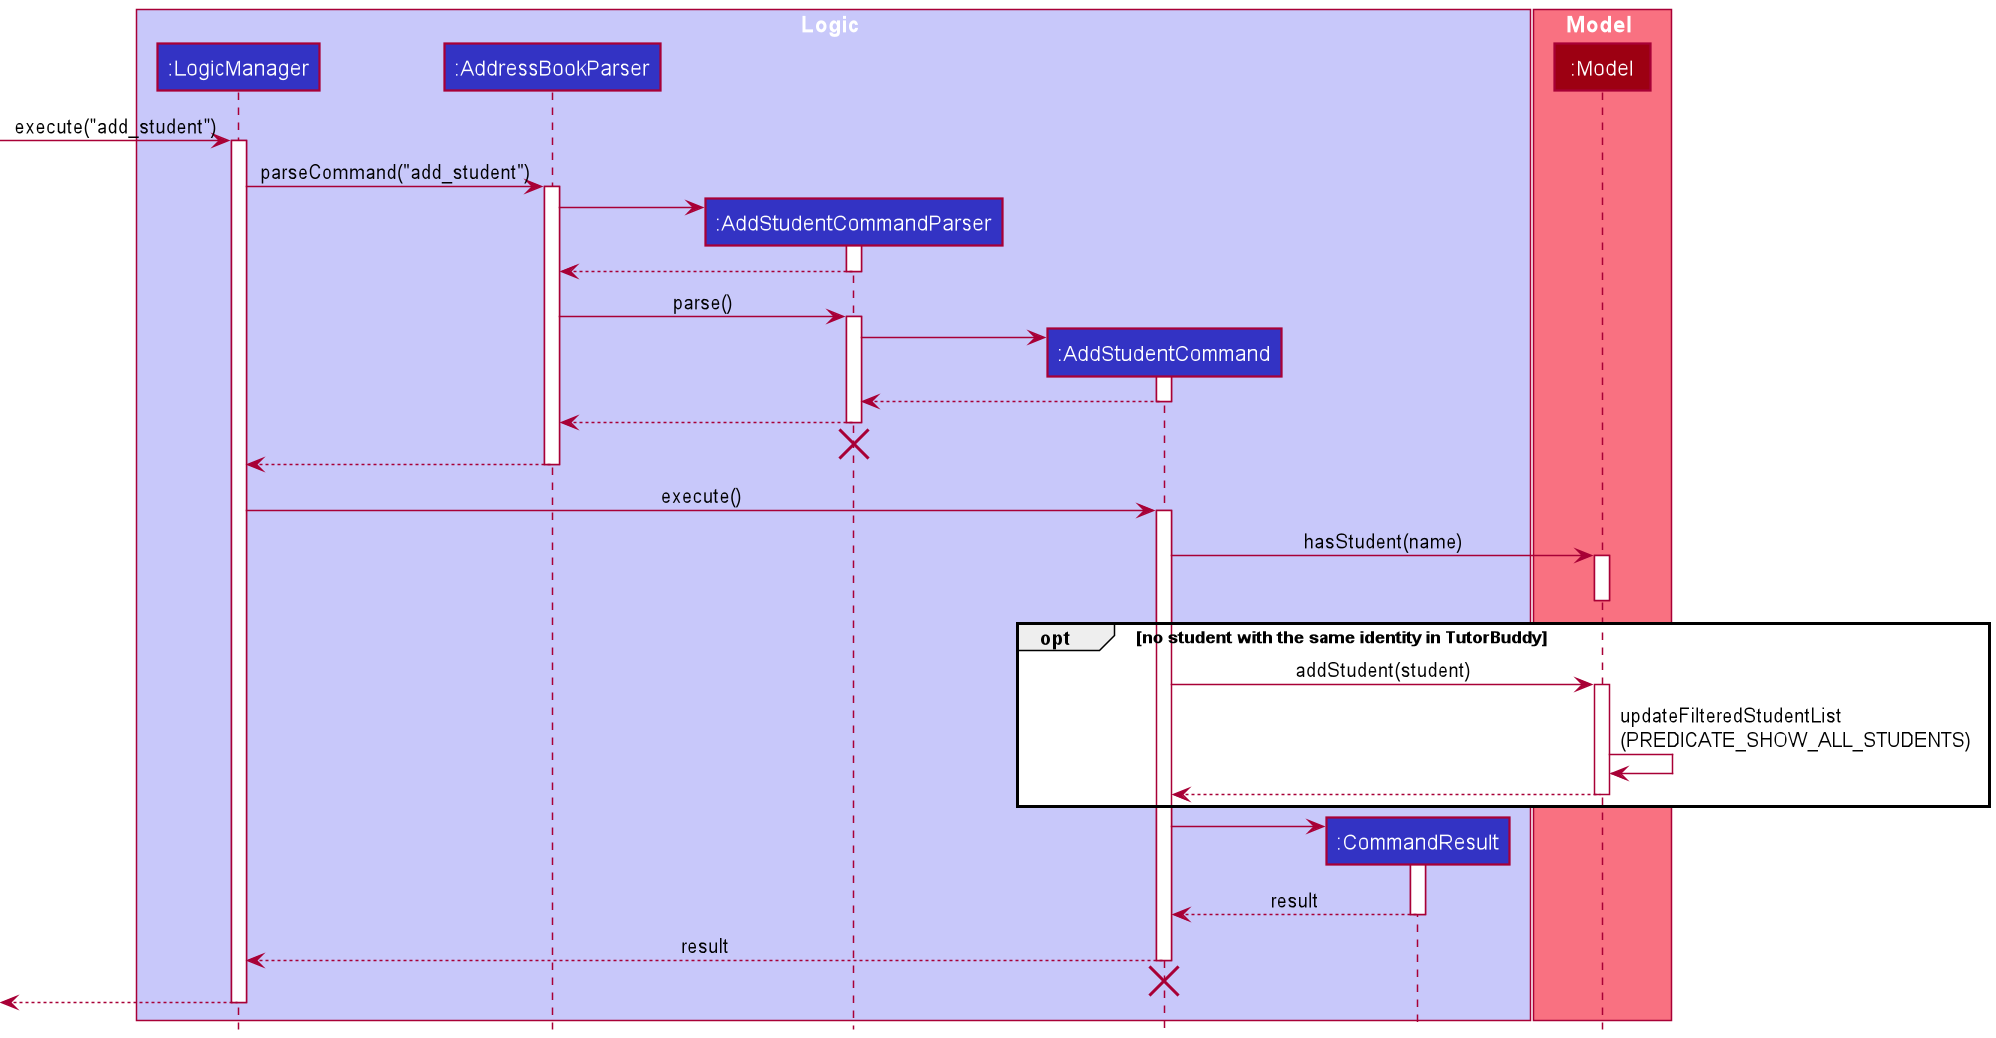 Logic
Model
:LogicManager
:AddressBookParser
:Model
execute("add_student")
parseCommand("add_student")
:AddStudentCommandParser
parse()
:AddStudentCommand
execute()
hasStudent(name)
opt
[no student with the same identity in TutorBuddy]
addStudent(student)
updateFilteredStudentList
(PREDICATE_SHOW_ALL_STUDENTS)
:CommandResult
result
result